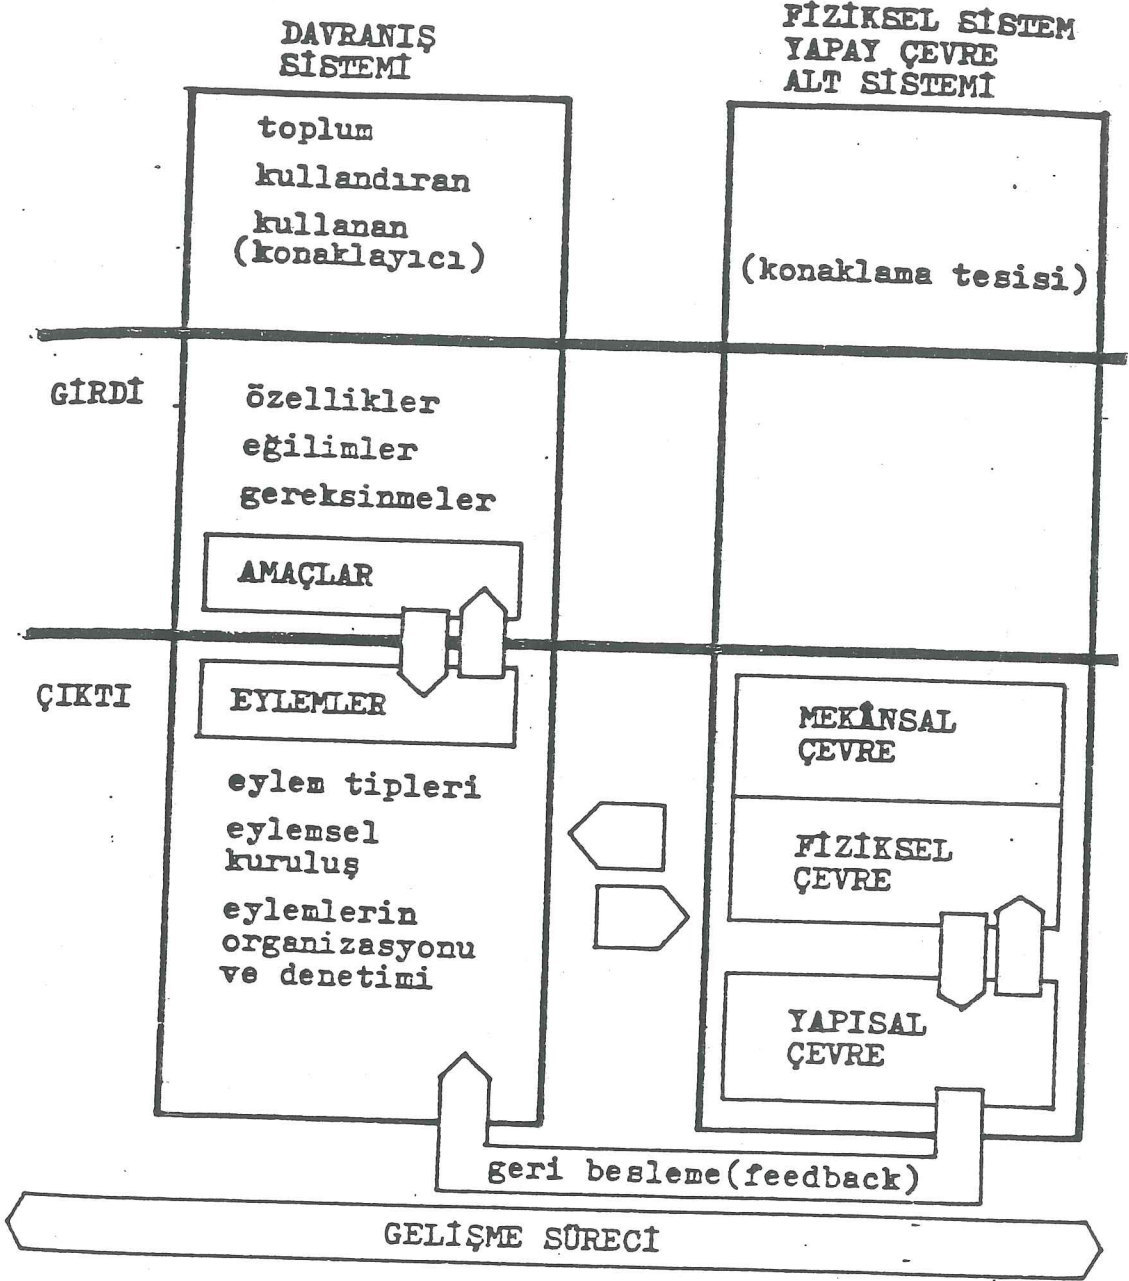 DAVRANIŞ
SİSTEMİ
FİZİKSEL SİSTEM
YAPAY ÇEVRE
ALT SİSTEMİ
toplum
kullandıran
kullanan
(konaklayıcı)
(konaklama tesisi)
GİRDİ
özellikler
eğilimler
gereksinmeler
AMAÇLAR
ÇIKTI
EYLEMLER
eylem tipleri
eylemsel
kuruluş
eylemlerin
organizasyonu
ve denetimi
MEKÂNSAL
ÇEVRE
FİZİKSEL
ÇEVRE
YAPISAL
ÇEVRE
geri besleme(feedback)
GELİŞME SÜRECİ